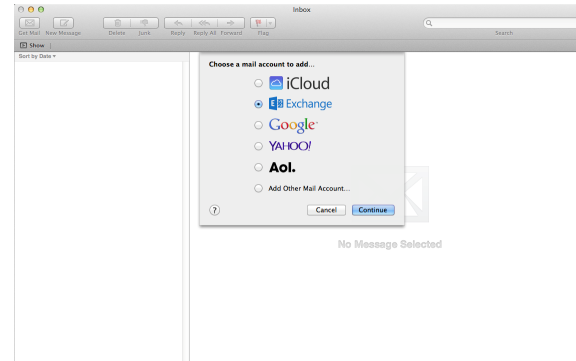 Inbox
Get Mail New Message Delete Junk Reply Reply All Forward Flag Search
Show
Sort by Date
Choose a mail account to add...
iCloud
E Exchange
Google
YAHOO!
Aol.
Add Other Mail Account...
? Cancel Continue
No Message Selected